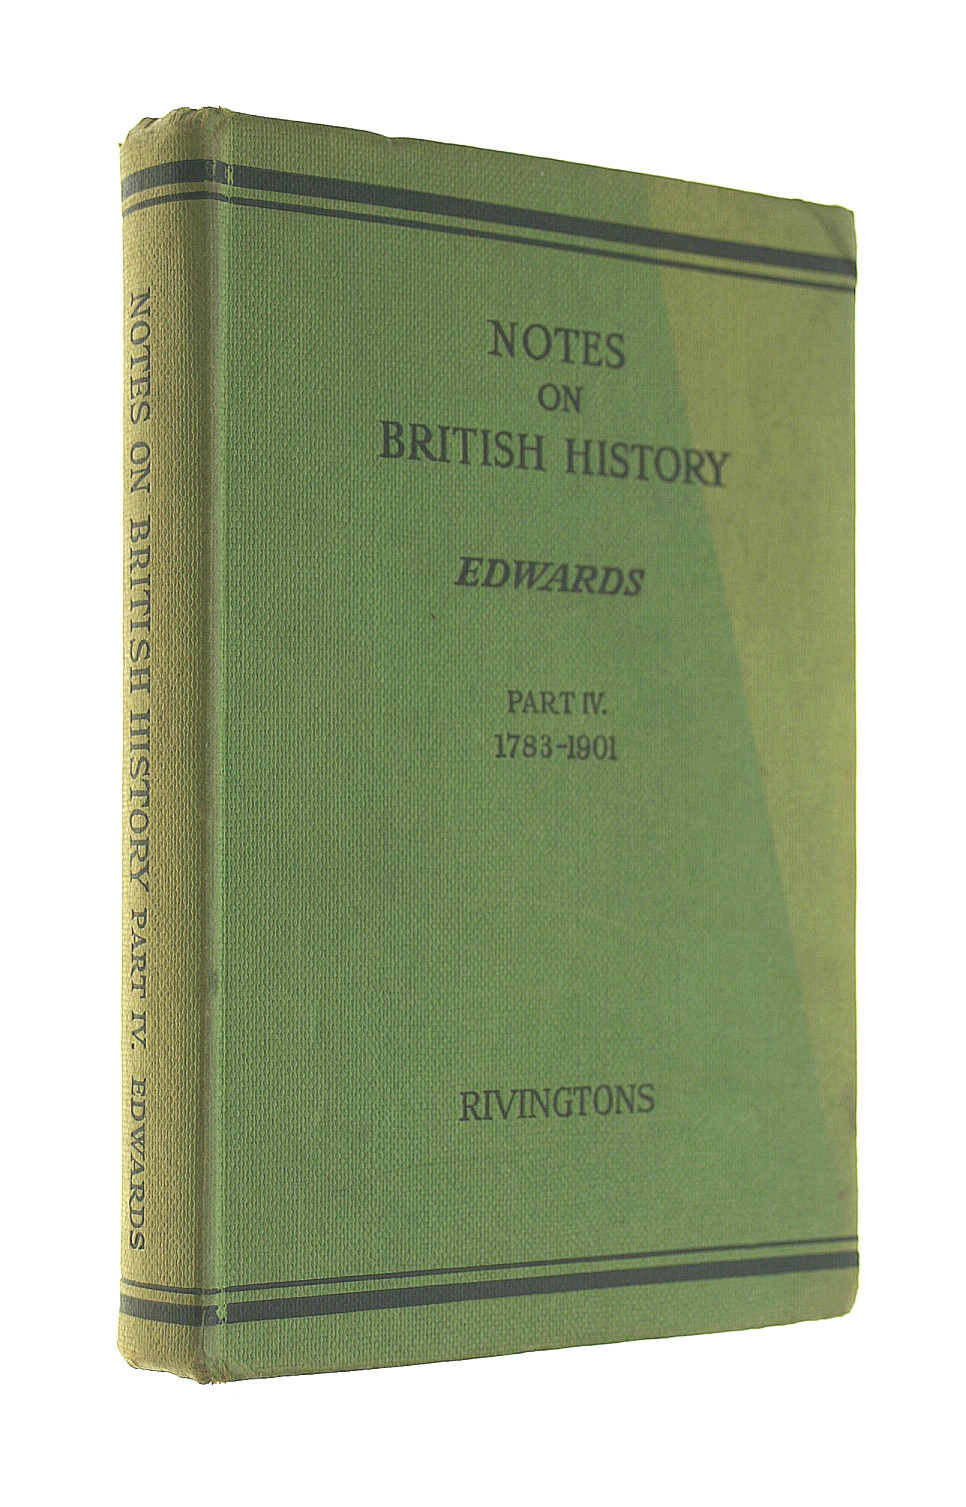 NOTES ON BRITISH HISTORY PART IV. EDWARDS
NOTES
ON
BRITISH HISTORY
EDWARDS
PART IV.
1783-1901
RIVINGTONS